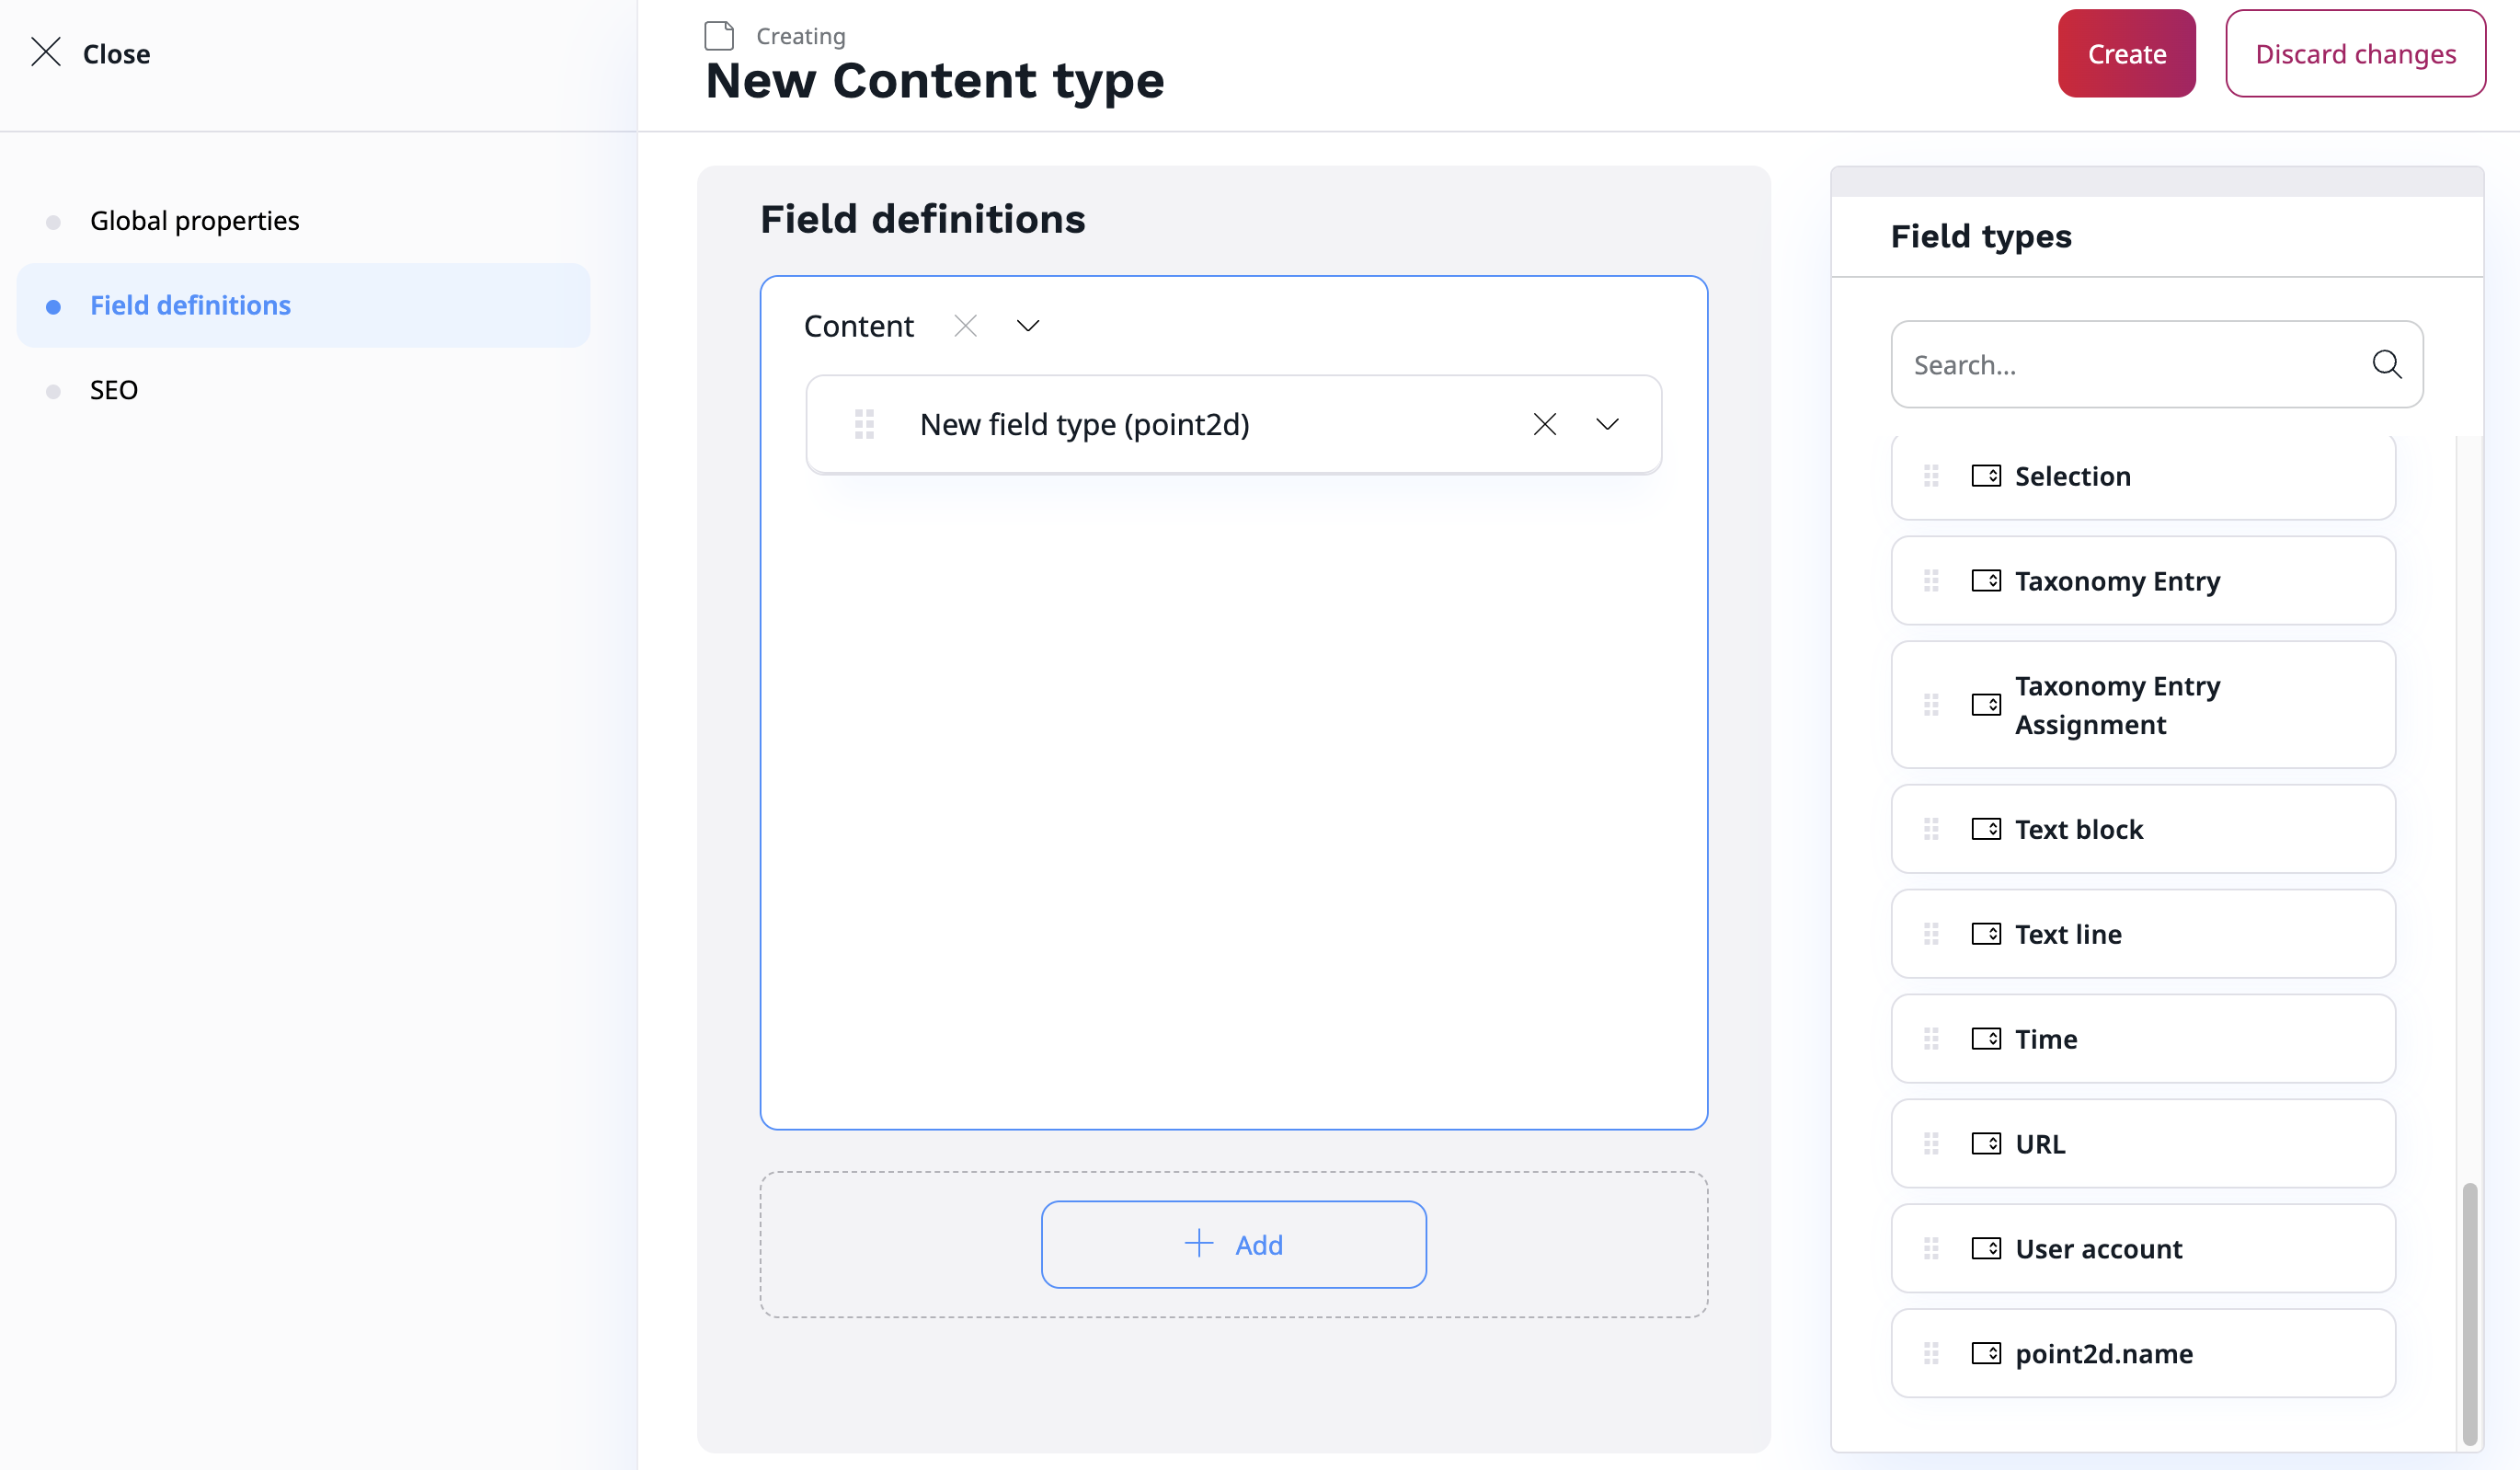 Close
Creating
New Content type
Create
Discard changes
Global properties
Field definitions
SEO
Field definitions
Content
New field type (point2d)
Add
Field types
Search...
Selection
Taxonomy Entry
Taxonomy Entry
Assignment
Text block
Text line
Time
URL
User account
point2d.name